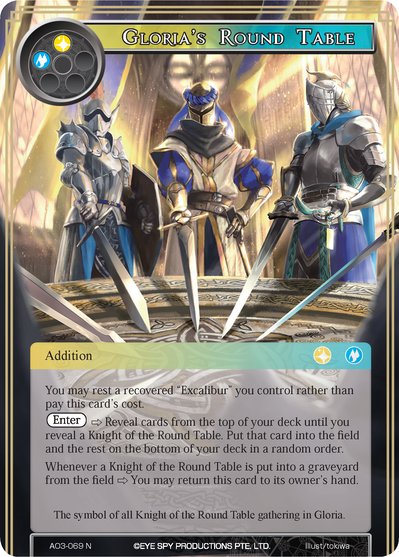 Gloria's Round Table
Addition
You may rest a recovered “Excalibur” you control rather than
pay this card's cost.
Enter ⇨ Reveal cards from the top of your deck until you
reveal a Knight of the Round Table. Put that card into the field
and the rest on the bottom of your deck in a random order.
Whenever a Knight of the Round Table is put into a graveyard
from the field ⇨ You may return this card to its owner's hand.
The symbol of all Knight of the Round Table gathering in Gloria.
A03-069 N ©EYE SPY PRODUCTIONS PTE. LTD. Illust/tokiwa